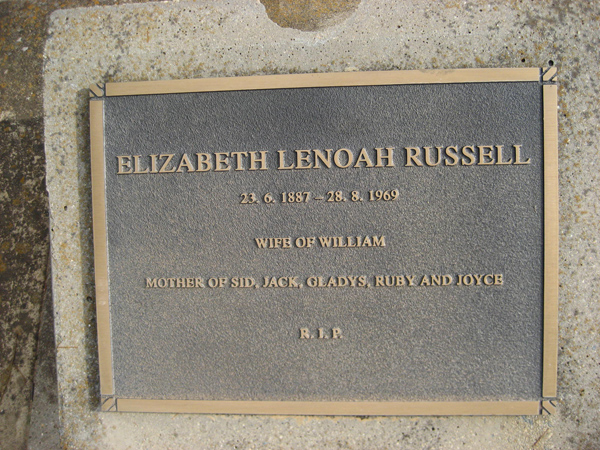 ELIZABETH LENOAH RUSSELL
23. 6. 1887 – 28. 8. 1969
WIFE OF WILLIAM
MOTHER OF SID, JACK, GLADYS, RUBY AND JOYCE
R. I. P.